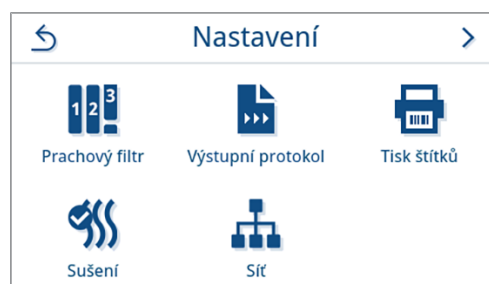 Nastavení
1 2 3
Prachový filtr
Výstupní protokol
Tisk štítků
Sušení
Síť